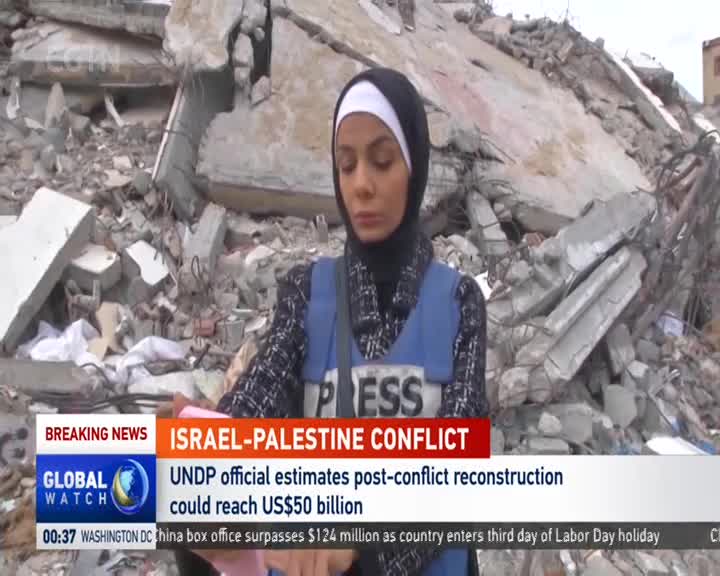 CGTN
PRESS
BREAKING NEWS
ISRAEL-PALESTINE CONFLICT
GLOBAL
WATCH
UNDP official estimates post-conflict reconstruction
could reach US$50 billion
00:37 WASHINGTON DC
China box office surpasses $124 million as country enters third day of Labor Day holiday